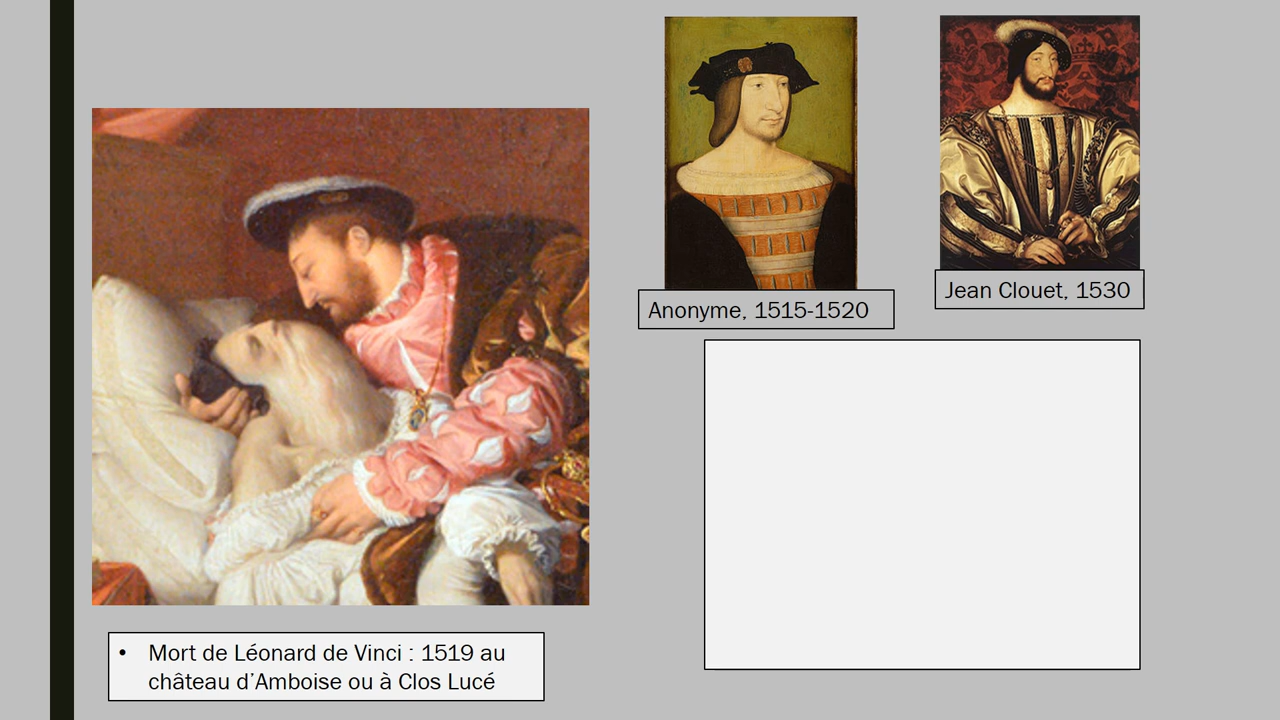 Anonyme, 1515-1520
Jean Clouet, 1530
• Mort de Léonard de Vinci : 1519 au
château d’Amboise ou à Clos Lucé